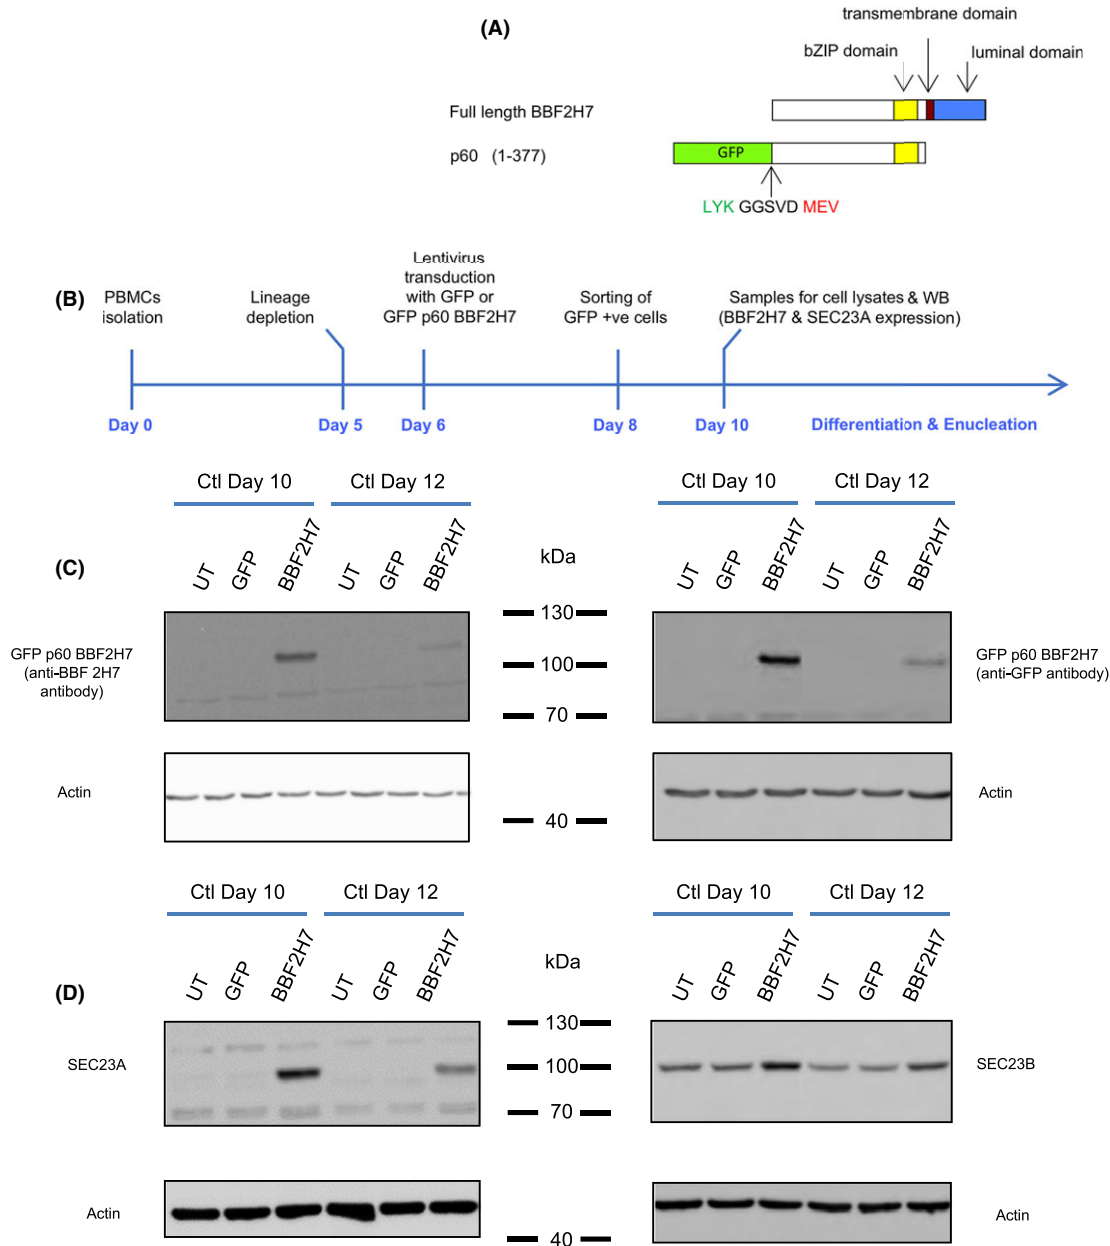 (A)
transmembrane domain
bZIP domain
luminal domain
Full length BBF2H7
p60 (1-377)
GFP
LYK GGSVD MEV
(B)
PBMCs
isolation
Lineage
depletion
Lentivirus
transduction
with GFP or
GFP p60 BBF2H7
Sorting of
GFP +ve cells
Samples for cell lysates & WB
(BBF2H7 & SEC23A expression)
Day 0
Day 5
Day 6
Day 8
Day 10
Differentiation & Enucleation
(C)
Ctl Day 10
Ctl Day 12
UT
GFP
BBF2H7
UT
GFP
BBF2H7
kDa
Ctl Day 10
Ctl Day 12
UT
GFP
BBF2H7
UT
GFP
BBF2H7
GFP p60 BBF2H7
(anti-BBF 2H7
antibody)
130
100
70
GFP p60 BBF2H7
(anti-GFP antibody)
Actin
40
Actin
(D)
Ctl Day 10
Ctl Day 12
UT
GFP
BBF2H7
UT
GFP
BBF2H7
kDa
Ctl Day 10
Ctl Day 12
UT
GFP
BBF2H7
UT
GFP
BBF2H7
SEC23A
130
100
70
SEC23B
Actin
40
Actin